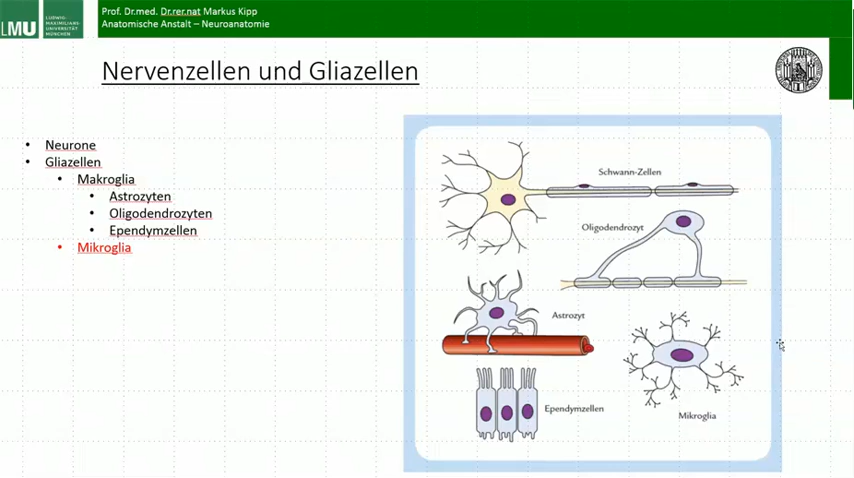 LMU
LUDWIG-
MAXIMILIANS-
UNIVERSITÄT
MÜNCHEN
Prof. Dr.med. Dr.rer.nat Markus Kipp
Anatomische Anstalt – Neuroanatomie
Nervenzellen und Gliazellen
• Neurone
• Gliazellen
• Makroglia
• Astrozyten
• Oligodendrozyten
• Ependymzellen
• Mikroglia
Schwann-Zellen
Oligodendrozyt
Astrozyt
Ependymzellen
Mikroglia